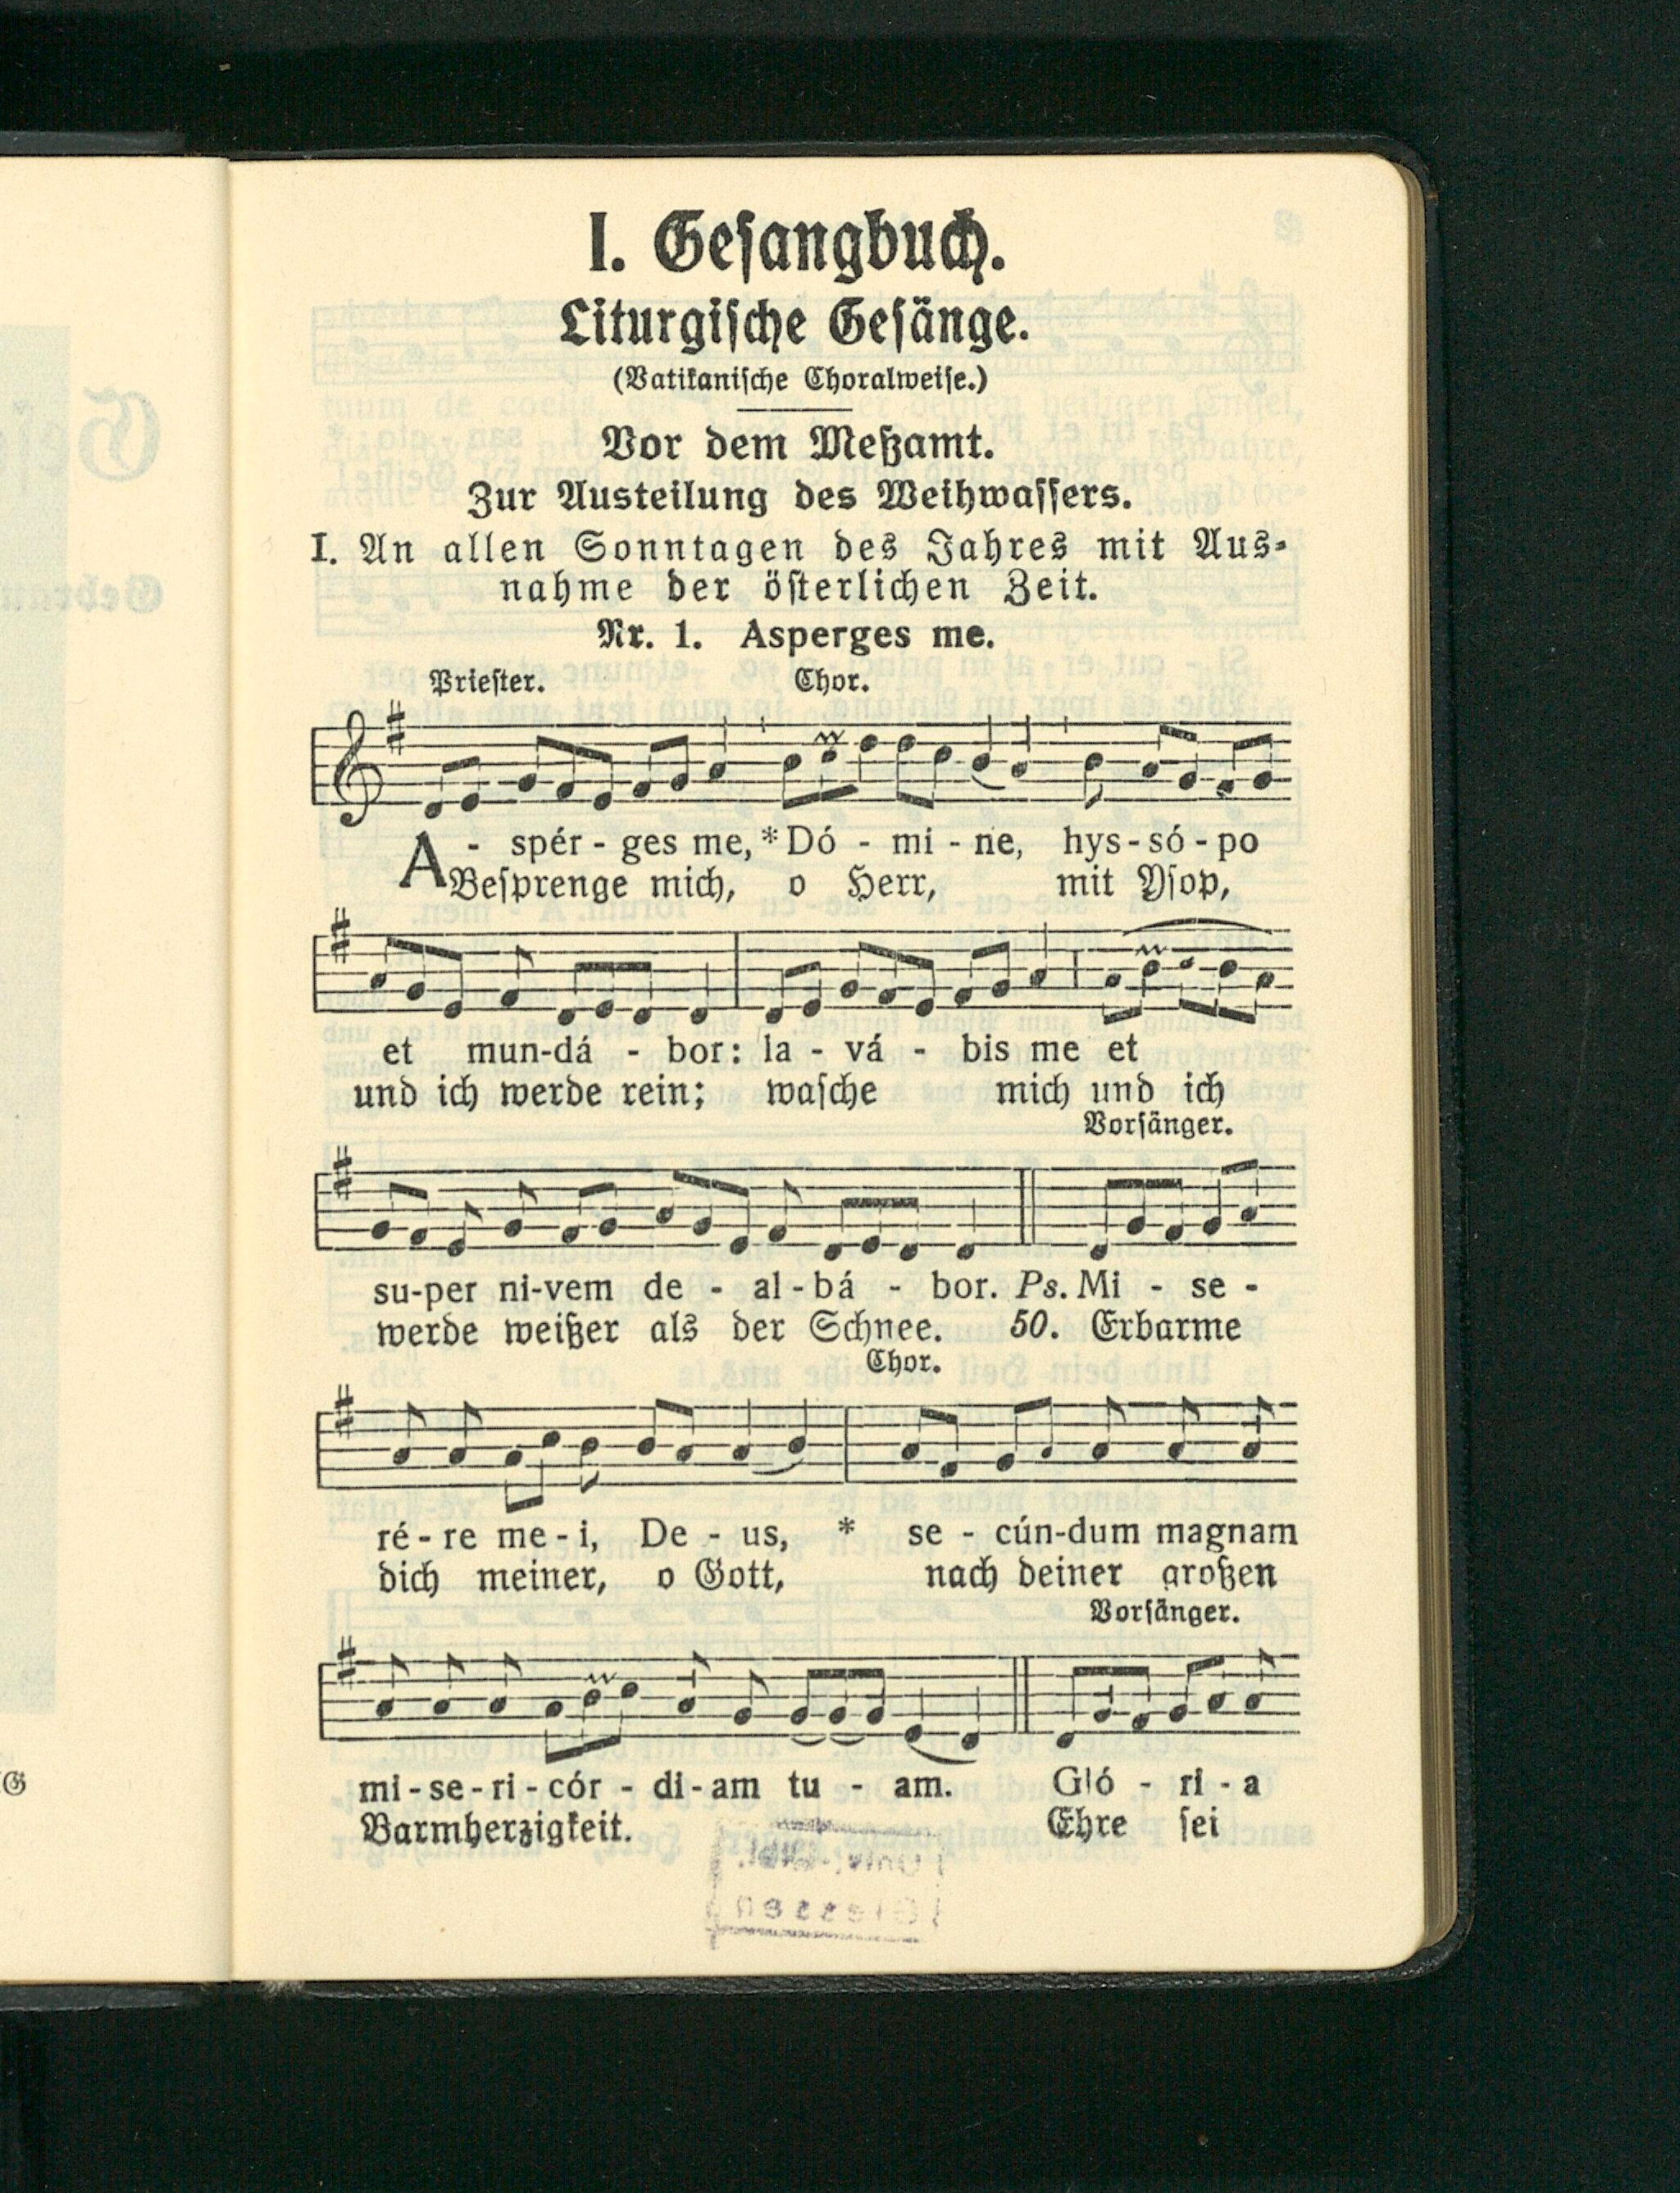 I. Gesangbuch.
Liturgische Gesänge.
(Vatikanische Choralweise.)
Vor dem Meßamt.
Zur Austeilung des Weihwassers.
I. An allen Sonntagen des Jahres mit Aus-
nahme der österlichen Zeit.
Nr. 1. Asperges me.
Priester. Chor.
A - spér - ges me, * Dó - mi - ne, hys - só - po
Besprenge mich, o Herr, mit Ysop,
et mun-dá - bor: la - vá - bis me et
und ich werde rein; wasche mich und ich
Vorsänger.
su-per ni-vem de - al - bá - bor. Ps. Mi - se -
werde weißer als der Schnee. 50. Erbarme
Chor.
ré - re me - i, De - us, * se - cún-dum magnam
dich meiner, o Gott, nach deiner großen
Vorsänger.
mi - se - ri - cór - di - am tu - am. Gló - ri - a
Barmherzigkeit. Ehre sei